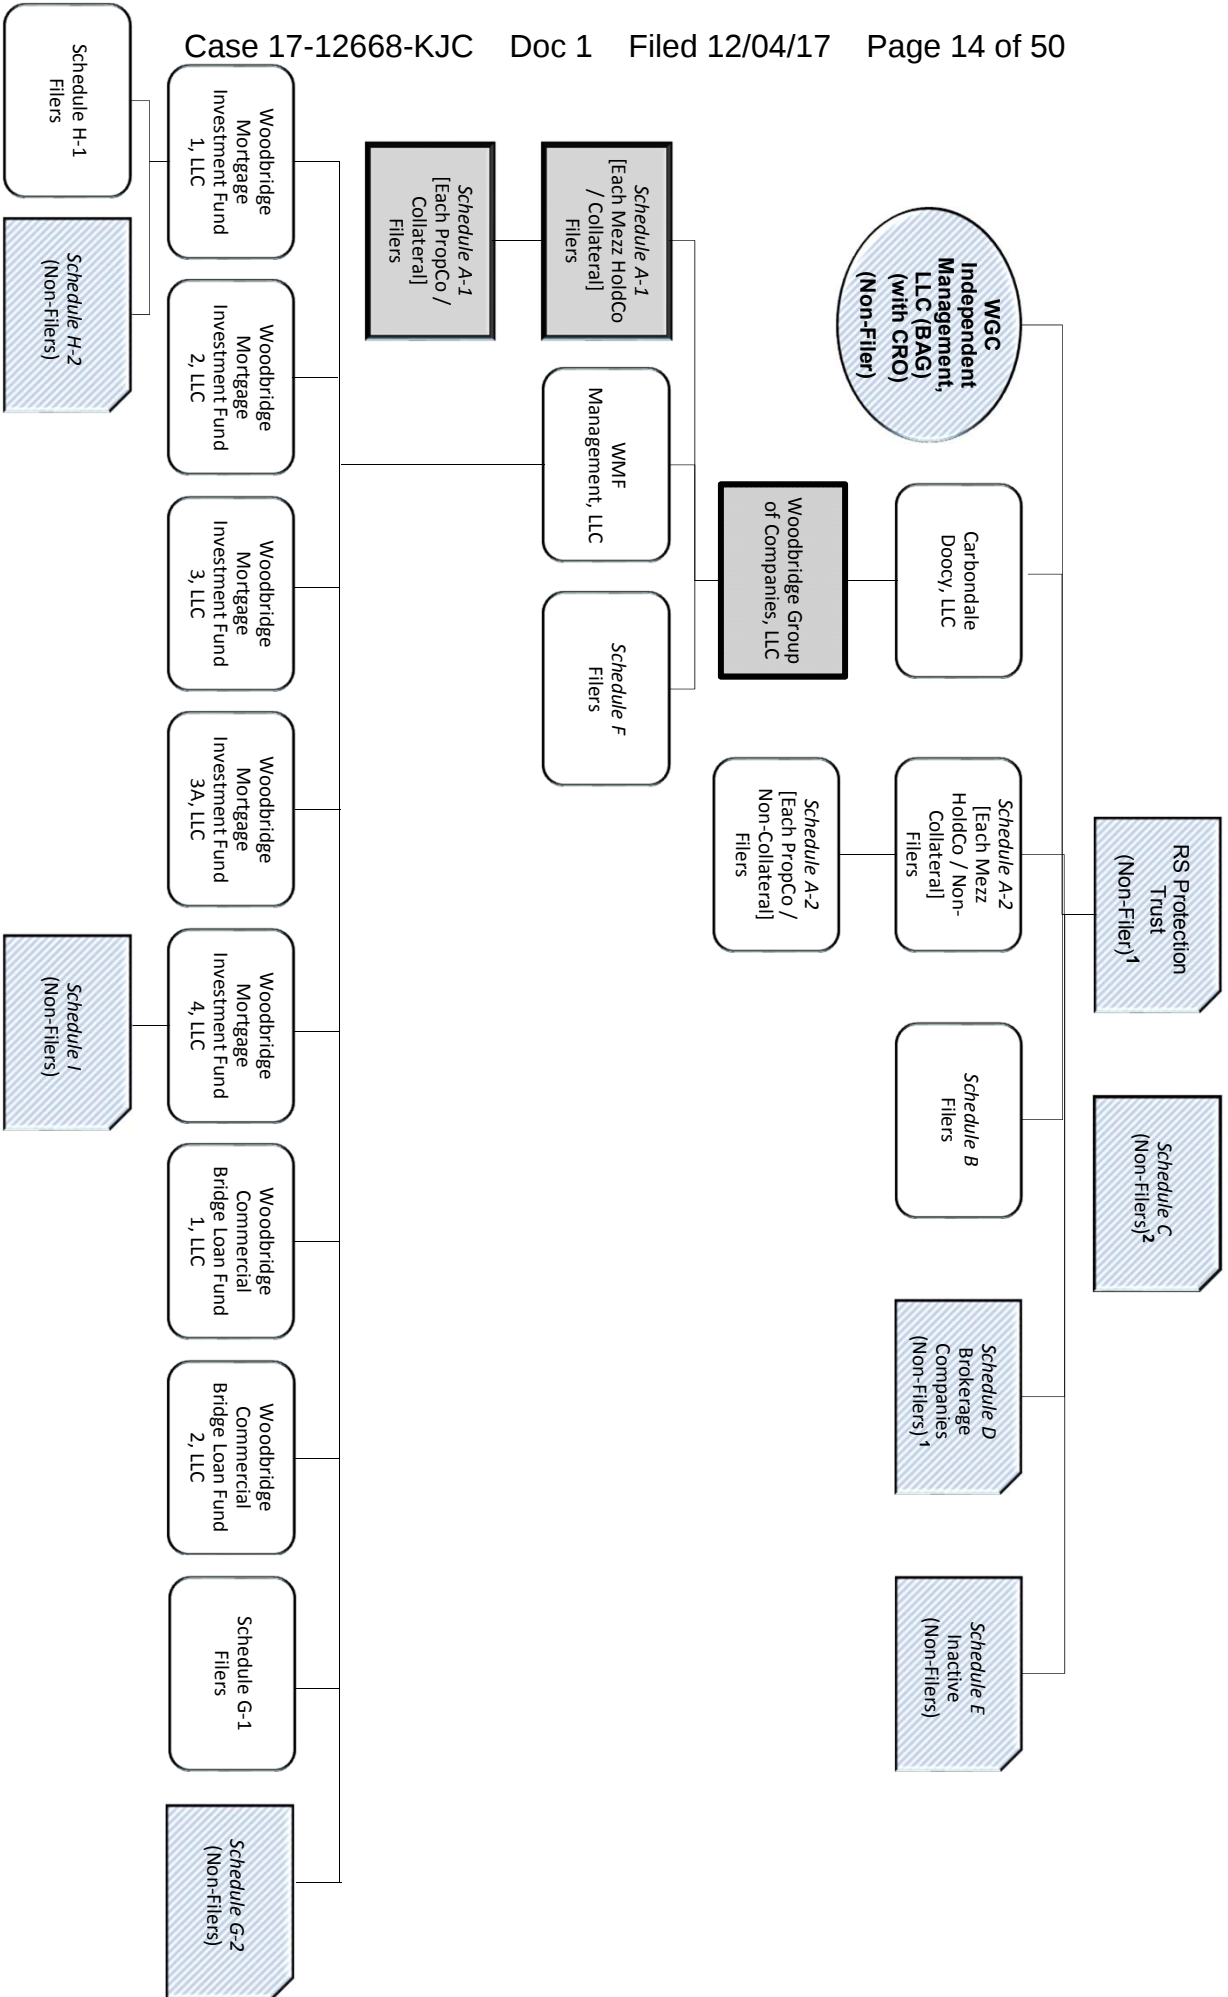 Case 17-12668-KJC Doc 1 Filed 12/04/17 Page 14 of 50
RS Protection
Trust
(Non-Filer)1
Schedule C
(Non-Filers)2
WGC
Independent
Management,
LLC (BAG)
(with CRO)
(Non-Filer)
Carbondale
Doocy, LLC
Schedule A-2
[Each Mezz
HoldCo / Non-
Collateral]
Filers
Schedule B
Filers
Schedule D
Brokerage
Companies
(Non-Filers)1
Schedule E
Inactive
(Non-Filers)
Woodbridge Group
of Companies, LLC
Schedule A-2
[Each PropCo /
Non-Collateral]
Filers
Schedule A-1
[Each Mezz HoldCo
/ Collateral]
Filers
WMF
Management, LLC
Schedule F
Filers
Schedule A-1
[Each PropCo /
Collateral]
Filers
Woodbridge
Mortgage
Investment Fund
1, LLC
Woodbridge
Mortgage
Investment Fund
2, LLC
Woodbridge
Mortgage
Investment Fund
3, LLC
Woodbridge
Mortgage
Investment Fund
3A, LLC
Woodbridge
Mortgage
Investment Fund
4, LLC
Woodbridge
Commercial
Bridge Loan Fund
1, LLC
Woodbridge
Commercial
Bridge Loan Fund
2, LLC
Schedule G-1
Filers
Schedule G-2
(Non-Filers)
Schedule H-1
Filers
Schedule H-2
(Non-Filers)
Schedule I
(Non-Filers)